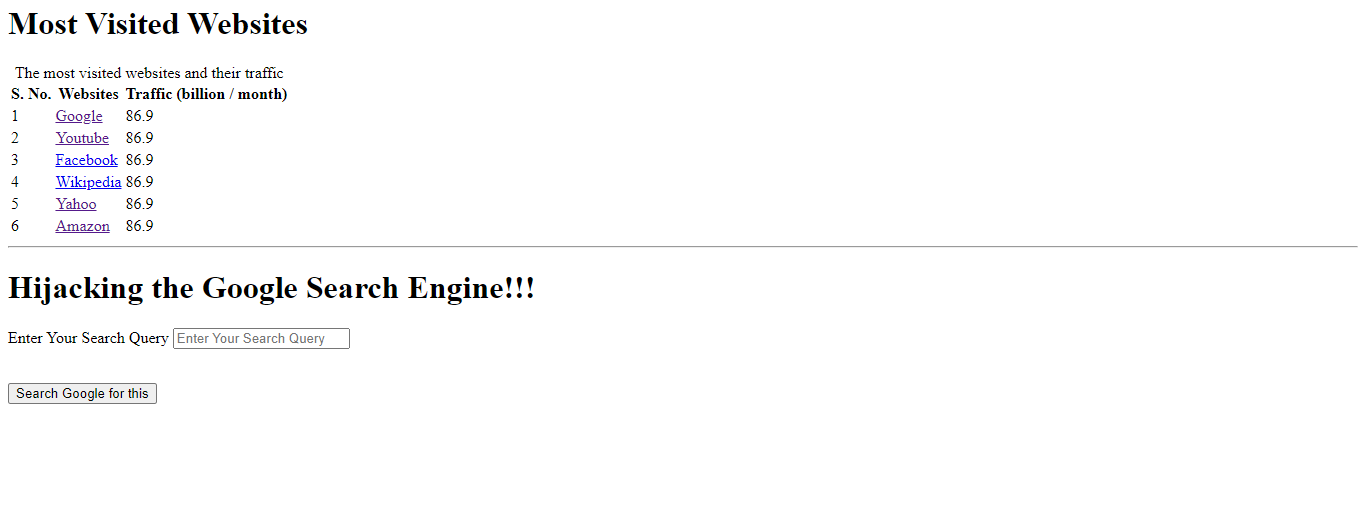 Most Visited Websites
The most visited websites and their traffic
S. No. Websites Traffic (billion / month)
1 Google 86.9
2 Youtube 86.9
3 Facebook 86.9
4 Wikipedia 86.9
5 Yahoo 86.9
6 Amazon 86.9
Hijacking the Google Search Engine!!!
Enter Your Search Query Enter Your Search Query
Search Google for this